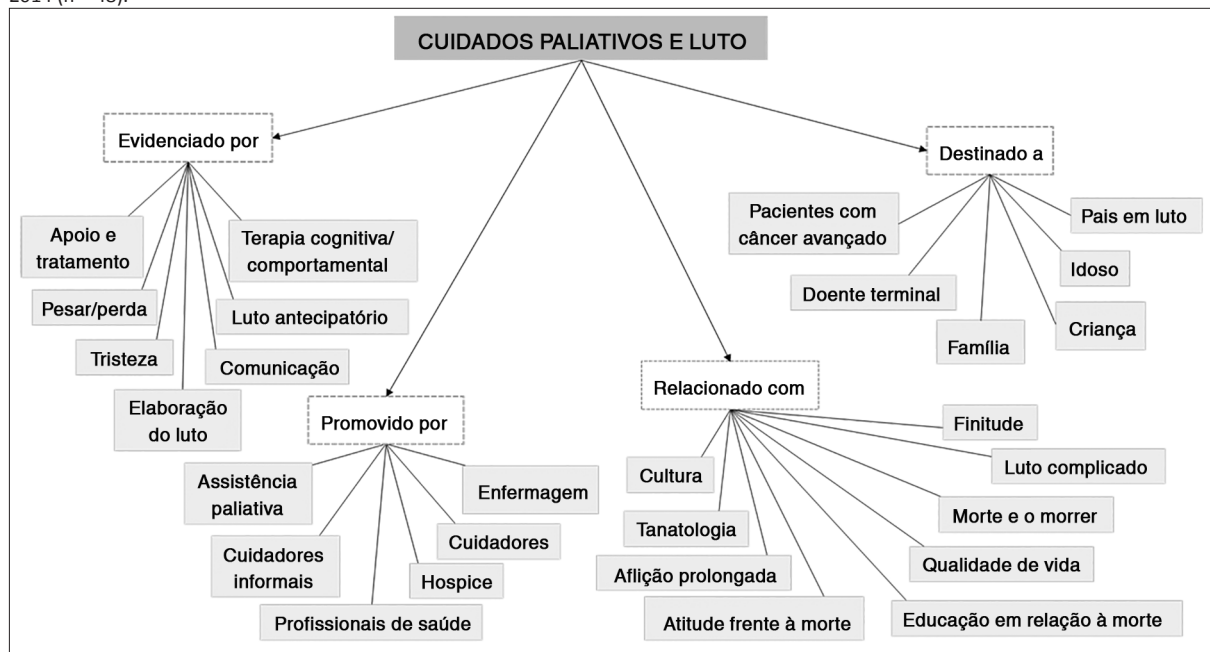 CUIDADOS PALIATIVOS E LUTO
Evidenciado por
Apoio e
tratamento
Pesar/perda
Tristeza
Elaboração
do luto
Comunicação
Luto antecipatório
Terapia cognitiva/
comportamental
Promovido por
Assistência
paliativa
Cuidadores
informais
Profissionais de saúde
Hospice
Cuidadores
Enfermagem
Relacionado com
Cultura
Tanatologia
Aflição prolongada
Atitude frente à morte
Educação em relação à morte
Qualidade de vida
Morte e o morrer
Luto complicado
Finitude
Destinado a
Pacientes com
câncer avançado
Doente terminal
Família
Criança
Idoso
Pais em luto